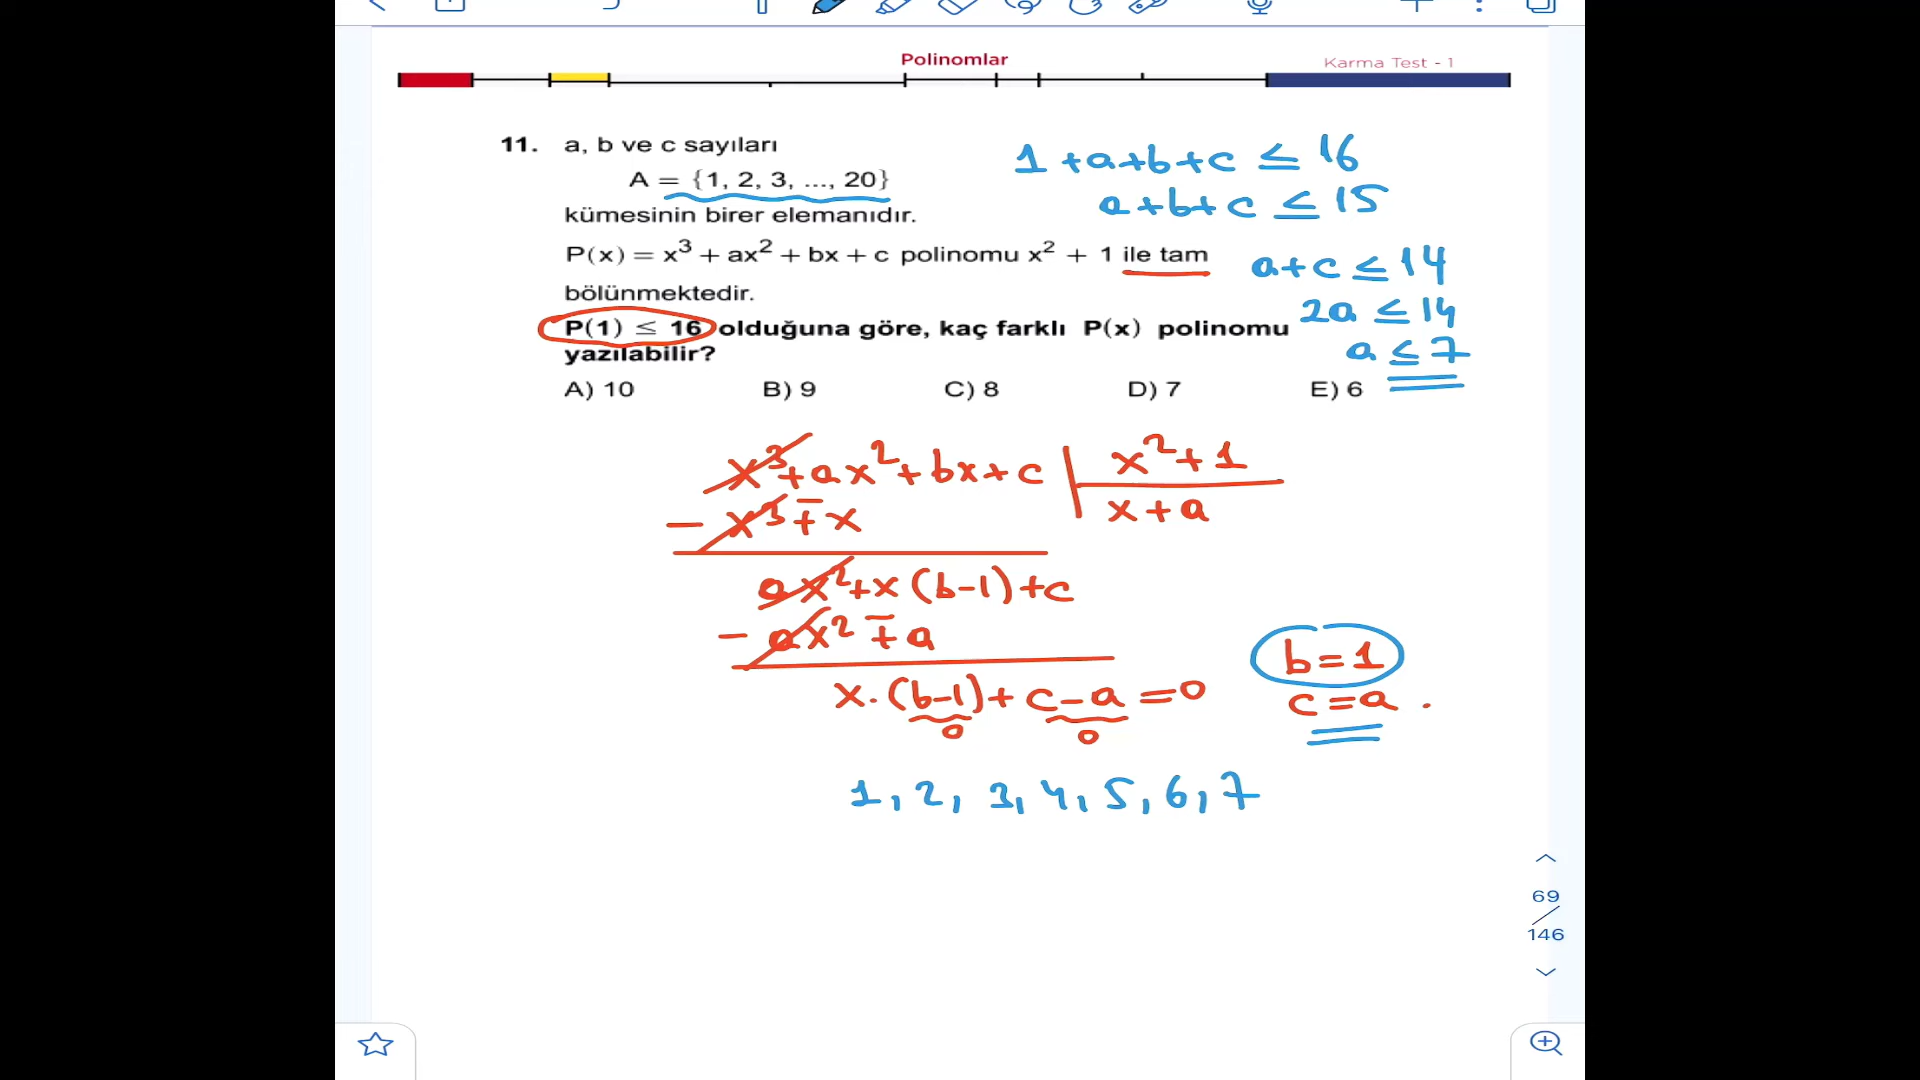 Polinomlar
Karma Test - 1
11. a, b ve c sayıları
A = {1, 2, 3, ..., 20}
kümesinin birer elemanıdır.
P(x) = x³ + ax² + bx + c polinomu x² + 1 ile tam
bölünmektedir.
P(1) ≤ 16 olduğuna göre, kaç farklı P(x) polinomu
yazılabilir?
A) 10 B) 9 C) 8 D) 7 E) 6
1 + a + b + c ≤ 16
a + b + c ≤ 15
a + c ≤ 14
2a ≤ 14
a ≤ 7
x³ + ax² + bx + c | x² + 1
x + a
- x³ ∓ x
ax² + x (b-1) + c
- ax² ∓ a
x . (b-1) + c - a = 0
0 0
b = 1
c = a .
1, 2, 3, 4, 5, 6, 7
69
146